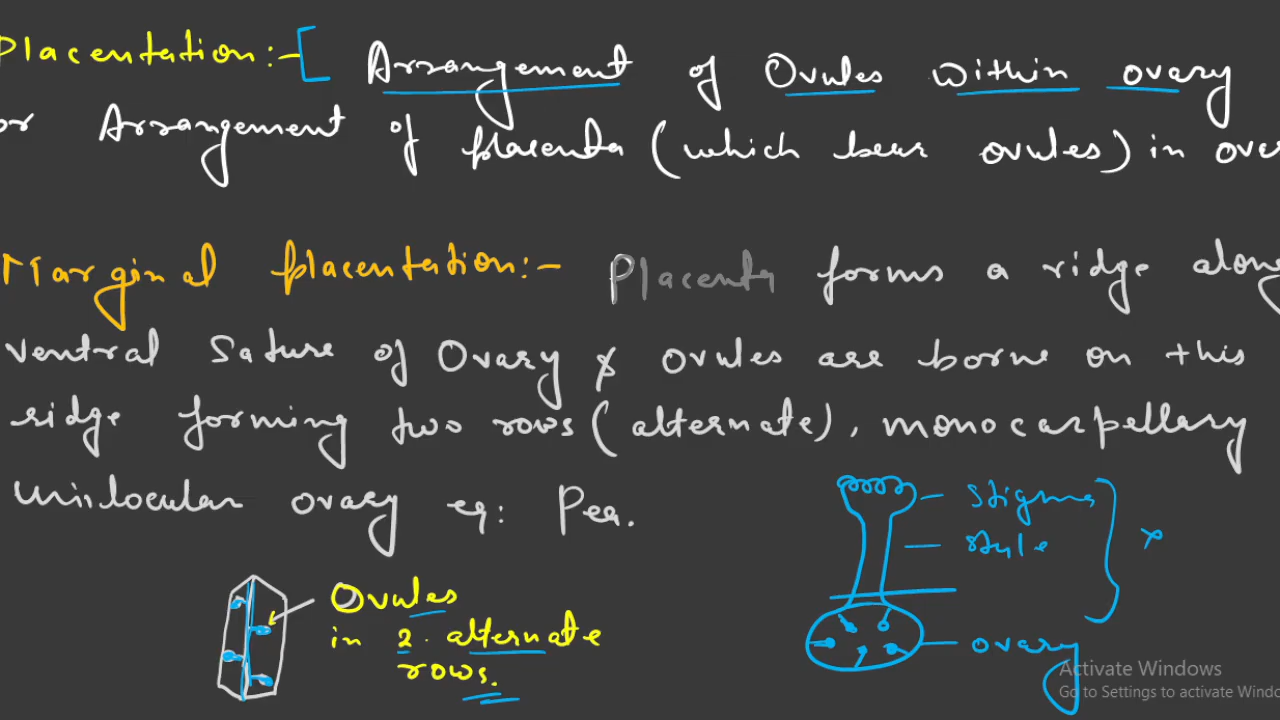 Placentation:- [ Arrangement of Ovules within ovary
or Arrangement of placenta (which bear ovules) in
Marginal placentation:- Placenta forms a ridge along
ventral suture of Ovary & ovules are borne on this
ridge forming two rows (alternate), monocarpellary
unilocular ovary eg: Pea.
Stigma
style
Ovules
in 2 alternate
rows.
ovary
Activate Windows
Go to Settings to activate Windo